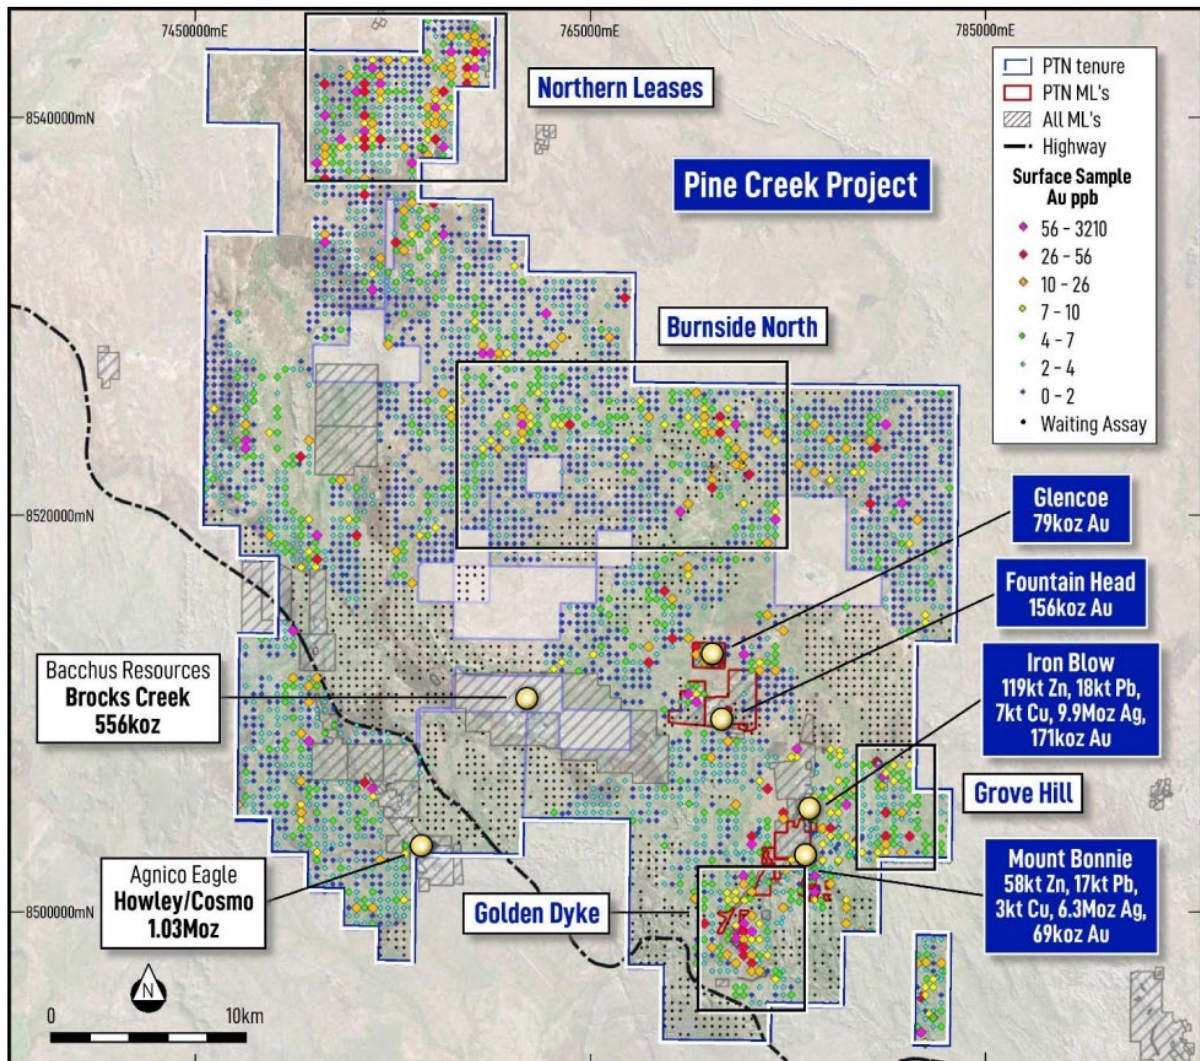 7450000mE
765000mE
785000mE
8540000mN
8520000mN
8500000mN
Northern Leases
Pine Creek Project
PTN tenure
PTN ML's
All ML's
Highway
Surface Sample
Au ppb
56 - 3210
26 - 56
10 - 26
7 - 10
4 - 7
2 - 4
0 - 2
Waiting Assay
Burnside North
Glencoe
79koz Au
Fountain Head
156koz Au
Iron Blow
119kt Zn, 18kt Pb,
7kt Cu, 9.9Moz Ag,
171koz Au
Bacchus Resources
Brocks Creek
556koz
Grove Hill
Agnico Eagle
Howley/Cosmo
1.03Moz
Golden Dyke
Mount Bonnie
58kt Zn, 17kt Pb,
3kt Cu, 6.3Moz Ag,
69koz Au
N
0 10km